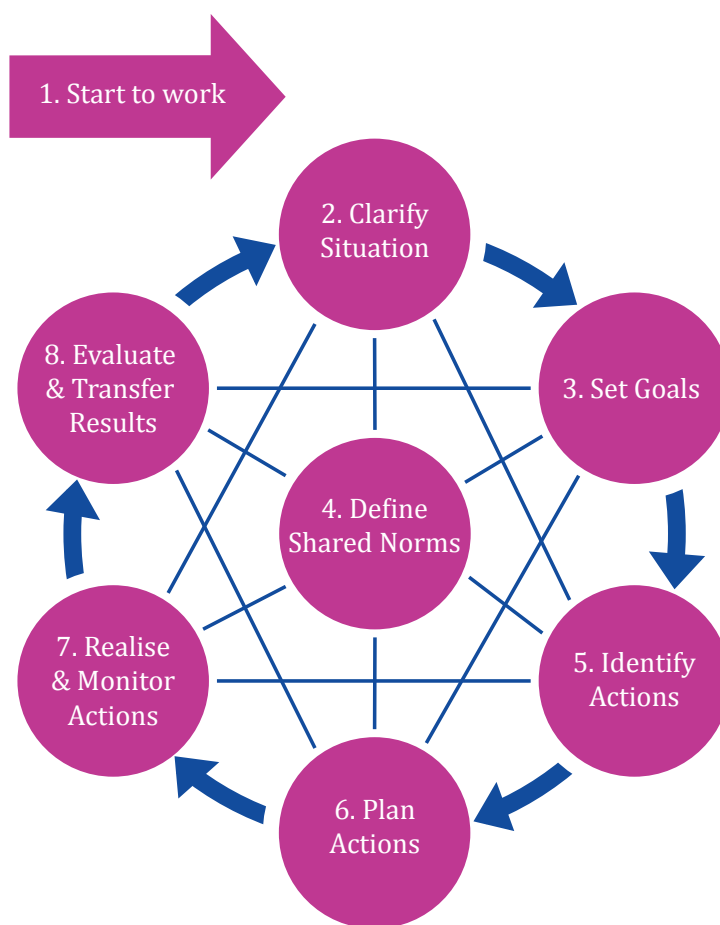 1. Start to work
2. Clarify
Situation
3. Set Goals
4. Define
Shared Norms
5. Identify
Actions
6. Plan
Actions
7. Realise
& Monitor
Actions
8. Evaluate
& Transfer
Results